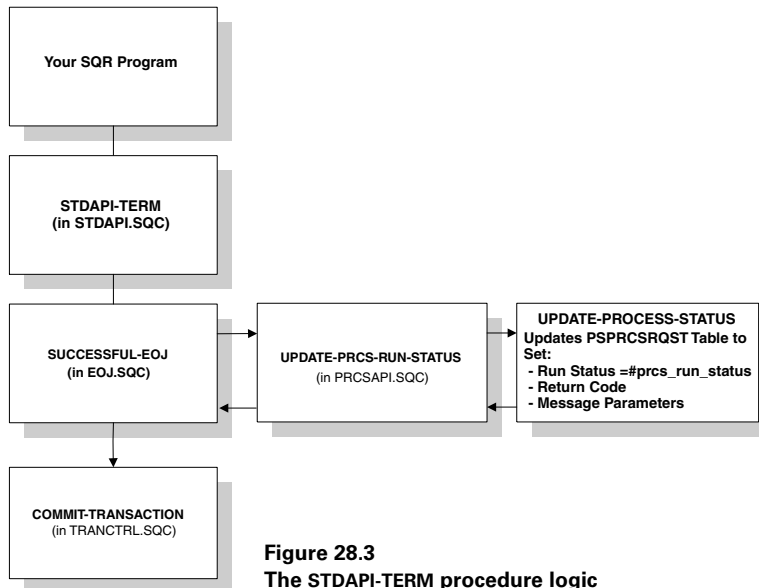 Your SQR Program
STDAPI-TERM
(in STDAPI.SQC)
SUCCESSFUL-EOJ
(in EOJ.SQC)
UPDATE-PRCS-RUN-STATUS
(in PRCSAPI.SQC)
UPDATE-PROCESS-STATUS
Updates PSPRCSRQST Table to
Set:
- Run Status =#prcs_run_status
- Return Code
- Message Parameters
COMMIT-TRANSACTION
(in TRANCTRL.SQC)
Figure 28.3
The STDAPI-TERM procedure logic